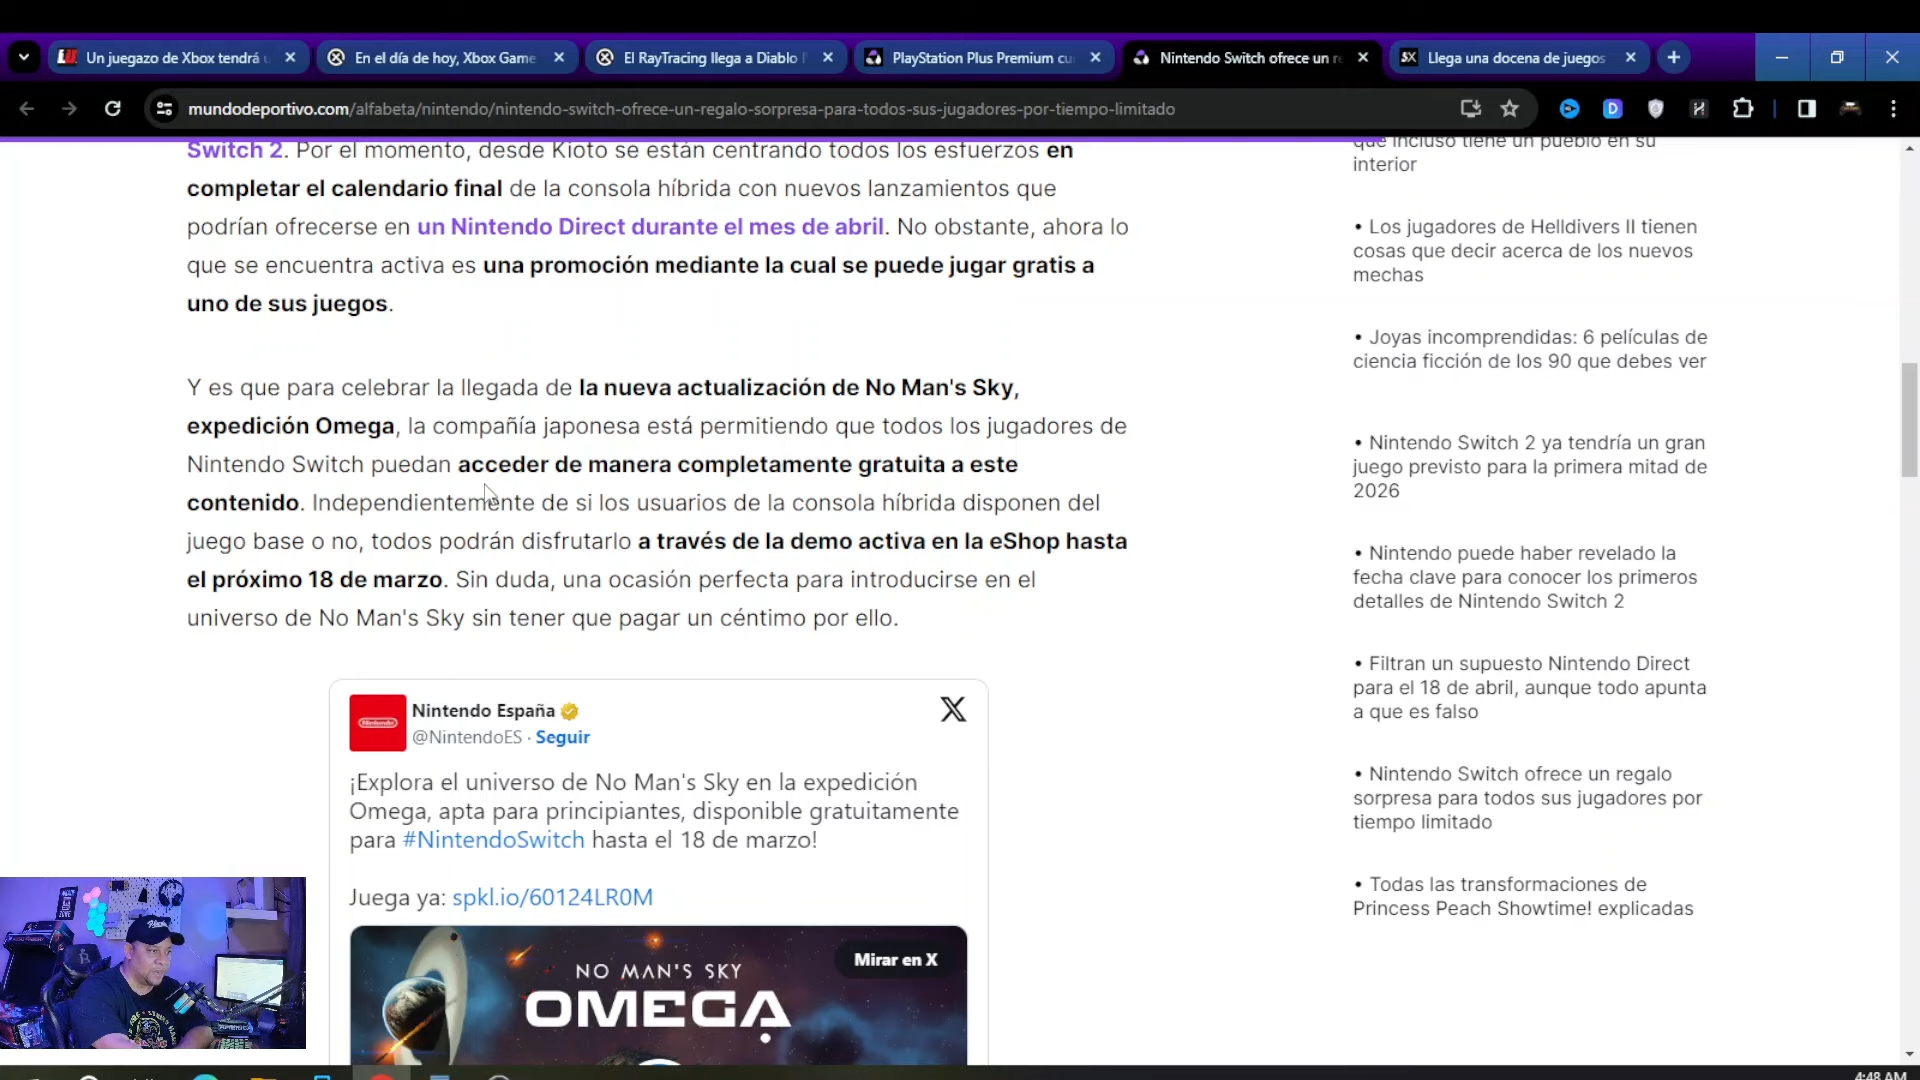 Un juegazo de Xbox tendrá
En el día de hoy, Xbox Game
El RayTracing llega a Diablo
PlayStation Plus Premium cu
Nintendo Switch ofrece un re
Llega una docena de juegos
mundodeportivo.com/alfabeta/nintendo/nintendo-switch-ofrece-un-regalo-sorpresa-para-todos-sus-jugadores-por-tiempo-limitado
Switch 2. Por el momento, desde Kioto se están centrando todos los esfuerzos en
completar el calendario final de la consola híbrida con nuevos lanzamientos que
podrían ofrecerse en un Nintendo Direct durante el mes de abril. No obstante, ahora lo
que se encuentra activa es una promoción mediante la cual se puede jugar gratis a
uno de sus juegos.
Y es que para celebrar la llegada de la nueva actualización de No Man's Sky,
expedición Omega, la compañía japonesa está permitiendo que todos los jugadores de
Nintendo Switch puedan acceder de manera completamente gratuita a este
contenido. Independientemente de si los usuarios de la consola híbrida disponen del
juego base o no, todos podrán disfrutarlo a través de la demo activa en la eShop hasta
el próximo 18 de marzo. Sin duda, una ocasión perfecta para introducirse en el
universo de No Man's Sky sin tener que pagar un céntimo por ello.
Nintendo España
@NintendoES · Seguir
¡Explora el universo de No Man's Sky en la expedición
Omega, apta para principiantes, disponible gratuitamente
para #NintendoSwitch hasta el 18 de marzo!
Juega ya: spkl.io/60124LR0M
Mirar en X
NO MAN'S SKY
OMEGA
que incluso tiene un pueblo en su
interior
• Los jugadores de Helldivers II tienen
cosas que decir acerca de los nuevos
mechas
• Joyas incomprendidas: 6 películas de
ciencia ficción de los 90 que debes ver
• Nintendo Switch 2 ya tendría un gran
juego previsto para la primera mitad de
2026
• Nintendo puede haber revelado la
fecha clave para conocer los primeros
detalles de Nintendo Switch 2
• Filtran un supuesto Nintendo Direct
para el 18 de abril, aunque todo apunta
a que es falso
• Nintendo Switch ofrece un regalo
sorpresa para todos sus jugadores por
tiempo limitado
• Todas las transformaciones de
Princess Peach Showtime! explicadas
4:48 AM